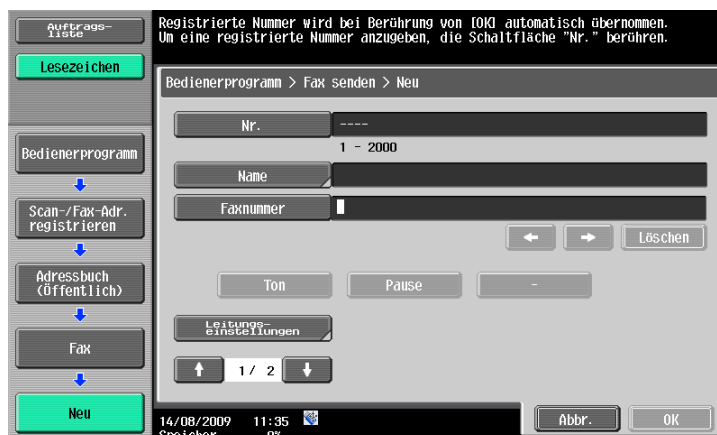 Auftrags-
liste
Registrierte Nummer wird bei Berührung von [OK] automatisch übernommen.
Um eine registrierte Nummer anzugeben, die Schaltfläche "Nr." berühren.
Lesezeichen
Bedienerprogramm > Fax senden > Neu
Nr.
----
1 - 2000
Bedienerprogramm
Name
Scan-/Fax-Adr.
registrieren
Faxnummer
Löschen
Adressbuch
(Öffentlich)
Ton
Pause
-
Leitungs-
einstellungen
Fax
1/ 2
Neu
14/08/2009 11:35
Speicher 0%
Abbr.
OK